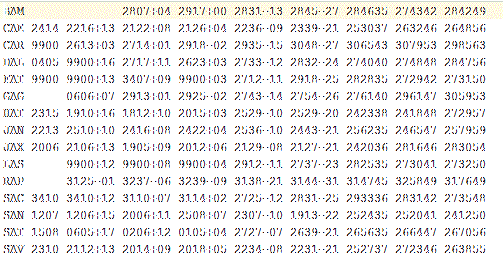 BAM 2807+04 2917+00 2831-13 2845-27 284635 274342 284249
CAE 2414 2216+13 2122+08 2126+04 2236-09 2339-21 253037 263246 264856
CAR 9900 2613+03 2714+01 2918-02 2935-15 3048-27 306543 307953 298563
DAL 0405 9900+16 2717+11 2623+03 2733-12 2832-24 274040 274848 284756
FAT 9900 9900+13 3407+09 9900+03 2712-11 2918-25 282835 272942 273150
GAG 0606+07 2913+01 2925-02 2743-14 2754-26 276140 296147 305953
HAT 2315 1910+16 1812+10 2015+03 2529-10 2529-20 242338 241848 272957
JAN 2213 2510+10 2416+08 2422+04 2536-10 2443-21 256235 246547 257959
JAX 2006 2106+13 1905+09 2012+06 2129-08 2127-21 242036 281646 283054
LAS 9900+12 9900+08 9900+04 2912-11 2737-23 282535 273041 273250
RAP 3125-01 3237-06 3239-09 3138-21 3144-31 314745 325849 317649
SAC 3410 3410+12 3110+07 3114+02 2725-12 2831-25 293336 283142 273548
SAN 1207 1206+15 2006+11 2508+07 2307-10 1913-22 252435 252041 241250
SAT 1508 0605+17 0206+12 0105+04 2727-07 2639-21 265635 266447 267056
SAV 2310 2112+13 2014+09 2018+05 2234-08 2231-21 252737 272346 263855